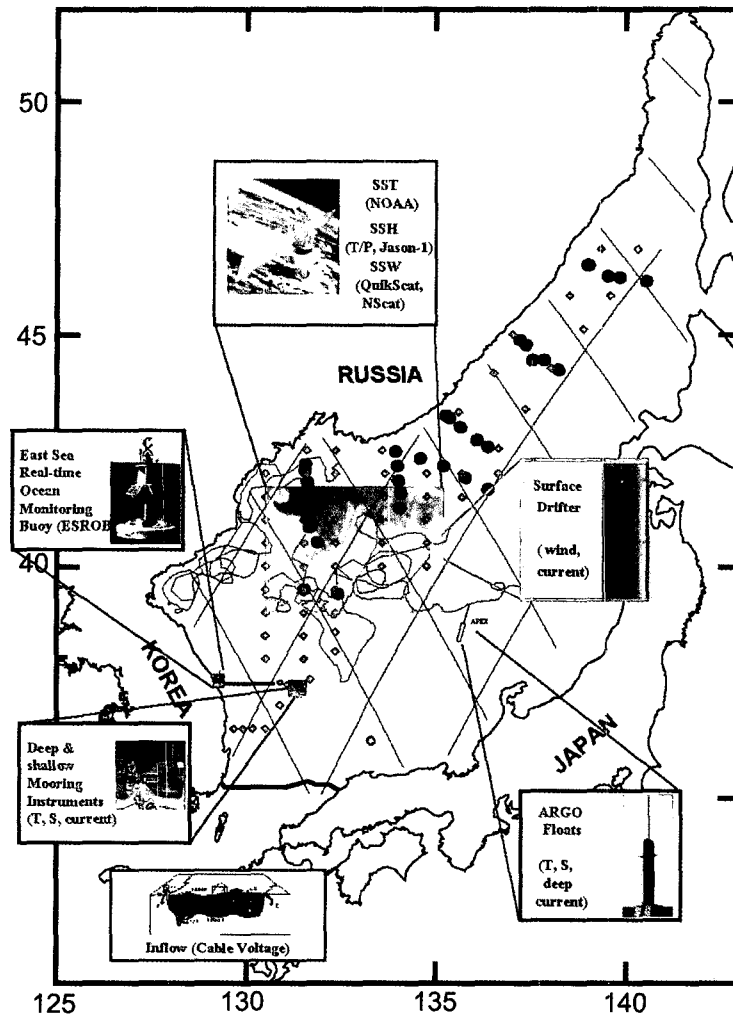 50
SST
(NOAA)
SSH
(T/P, Jason-1)
SSW
(QuikScat,
NScat)
45
RUSSIA
East Sea
Real-time
Ocean
Monitoring
Buoy (ESROB
Surface
Drifter
(wind,
current)
40
APEX
KOREA
JAPAN
Deep &
shallow
Mooring
Instruments
(T, S, current)
ARGO
Floats
(T, S,
deep
current)
Inflow (Cable Voltage)
125
130
135
140